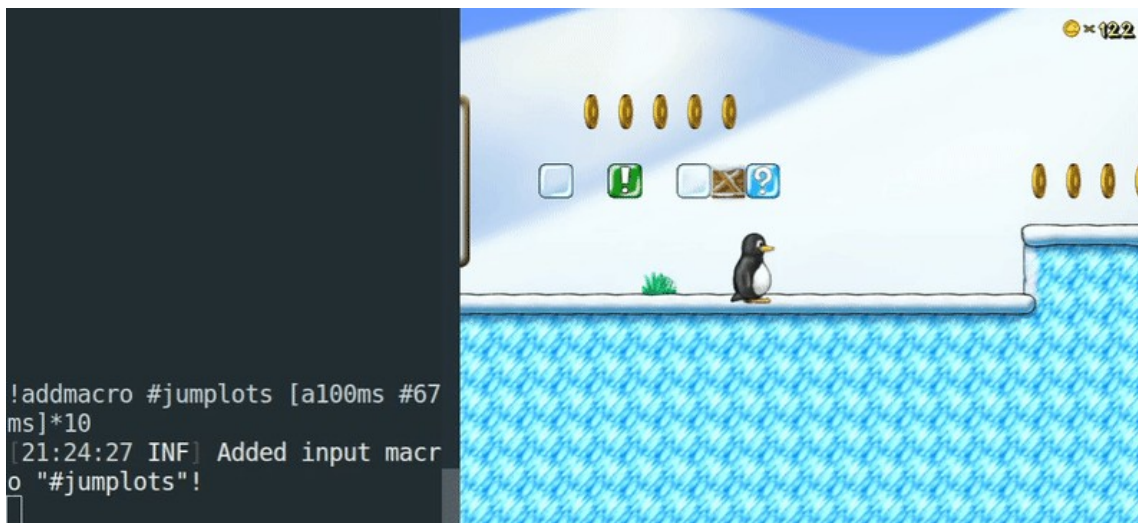 !addmacro #jumplots [a100ms #67
ms]*10
[21:24:27 INF] Added input macr
o "#jumplots"!
×122
!
?